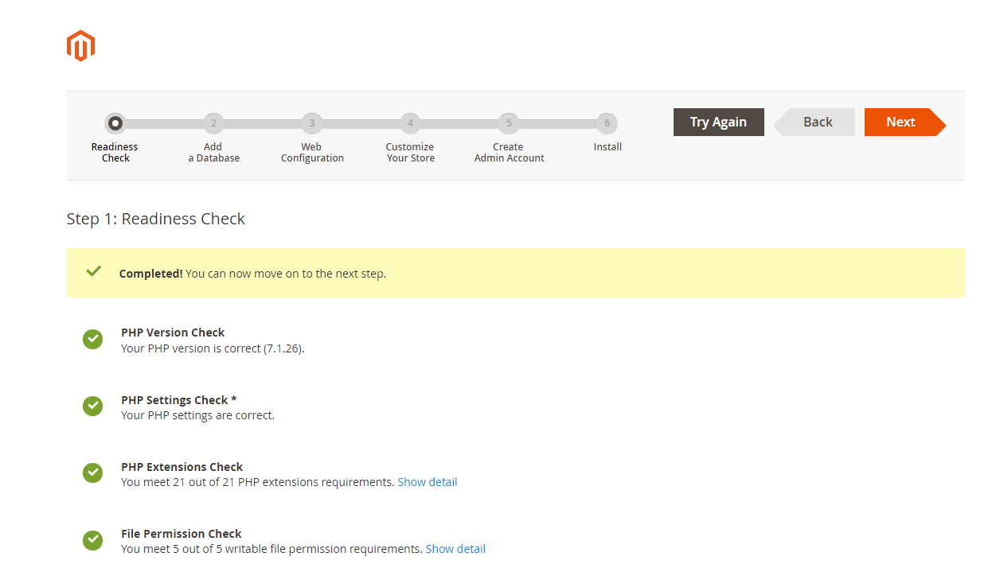 2
3
4
5
6
Readiness
Check
Add
a Database
Web
Configuration
Customize
Your Store
Create
Admin Account
Install
Try Again
Back
Next
Step 1: Readiness Check
Completed! You can now move on to the next step.
PHP Version Check
Your PHP version is correct (7.1.26).
PHP Settings Check *
Your PHP settings are correct.
PHP Extensions Check
You meet 21 out of 21 PHP extensions requirements. Show detail
File Permission Check
You meet 5 out of 5 writable file permission requirements. Show detail